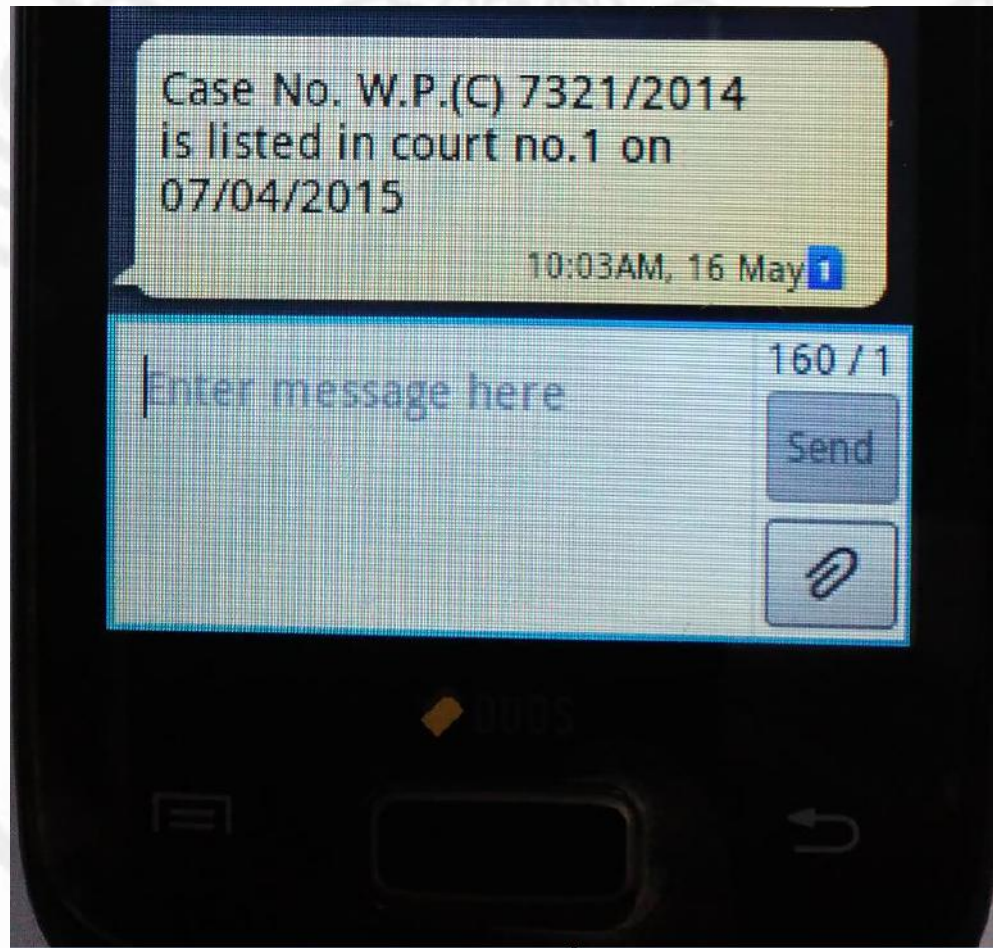 Case No. W.P.(C) 7321/2014
is listed in court no.1 on
07/04/2015
10:03AM, 16 May 1
160 / 1
Enter message here
Send
DUOS